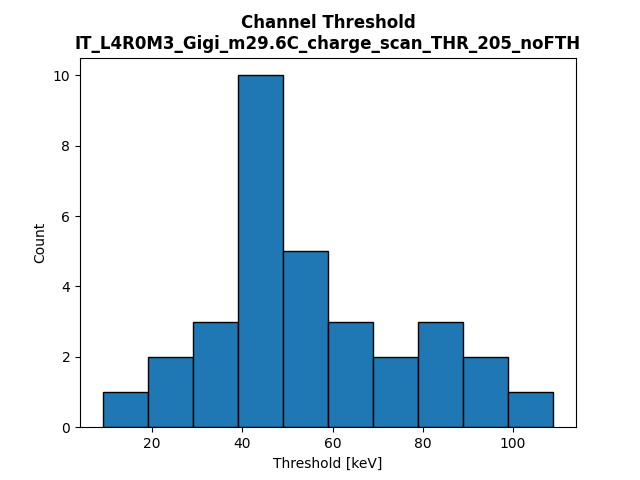 Channel Threshold
IT_L4R0M3_Gigi_m29.6C_charge_scan_THR_205_noFTH
10
8
6
4
2
0
Count
20 40 60 80 100
Threshold [keV]